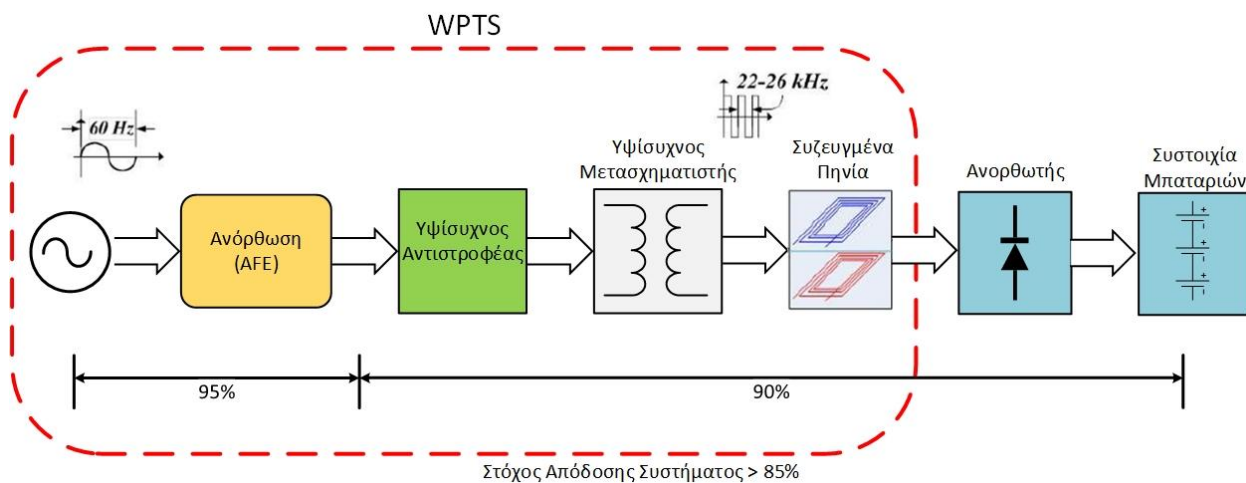 WPTS
60 Hz
22-26 kHz
Ανόρθωση
(AFE)
Υψίσυχνος
Αντιστροφέας
Υψίσυχνος
Μετασχηματιστής
Συζευγμένα
Πηνία
Ανορθωτής
Συστοιχία
Μπαταριών
95%
90%
Στόχος Απόδοσης Συστήματος > 85%